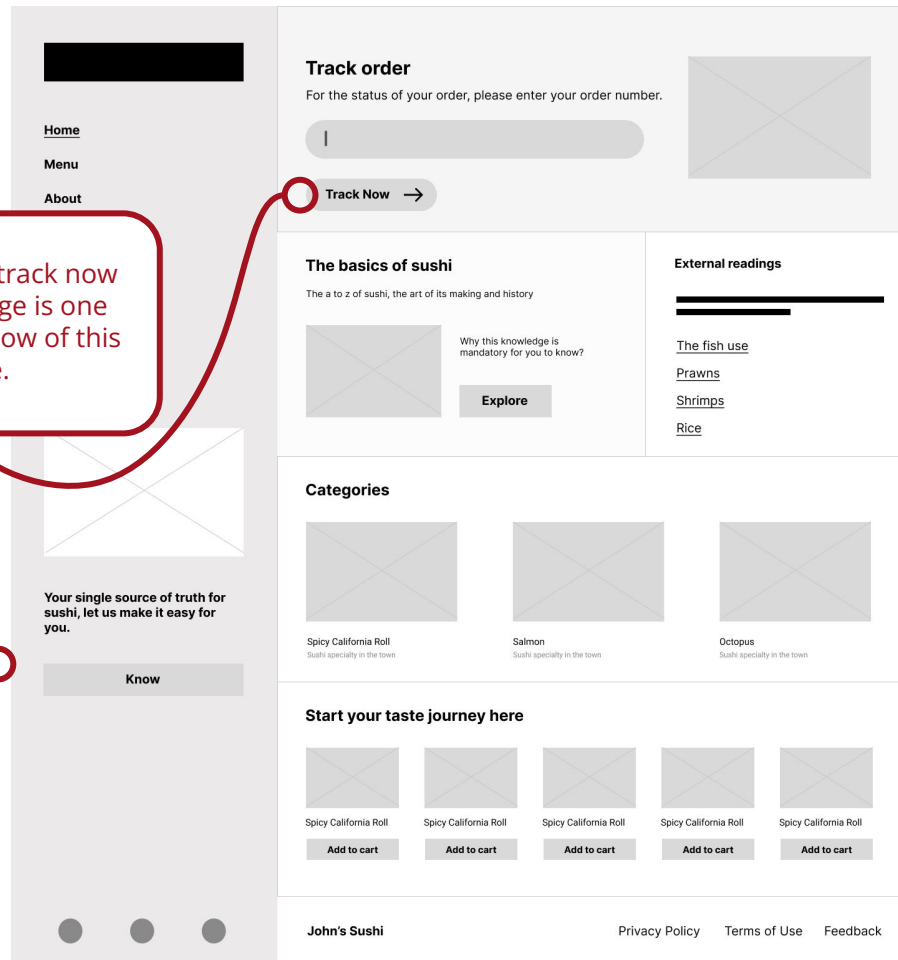 Home
Menu
About
track now
ge is one
ow of this
Your single source of truth for
sushi, let us make it easy for
you.
Know
Track order
For the status of your order, please enter your order number.
Track Now
The basics of sushi
The a to z of sushi, the art of its making and history
Why this knowledge is
mandatory for you to know?
Explore
External readings
The fish use
Prawns
Shrimps
Rice
Categories
Spicy California Roll
Sushi specialty in the town
Salmon
Sushi specialty in the town
Octopus
Sushi specialty in the town
Start your taste journey here
Spicy California Roll
Add to cart
Spicy California Roll
Add to cart
Spicy California Roll
Add to cart
Spicy California Roll
Add to cart
Spicy California Roll
Add to cart
John's Sushi
Privacy Policy Terms of Use Feedback